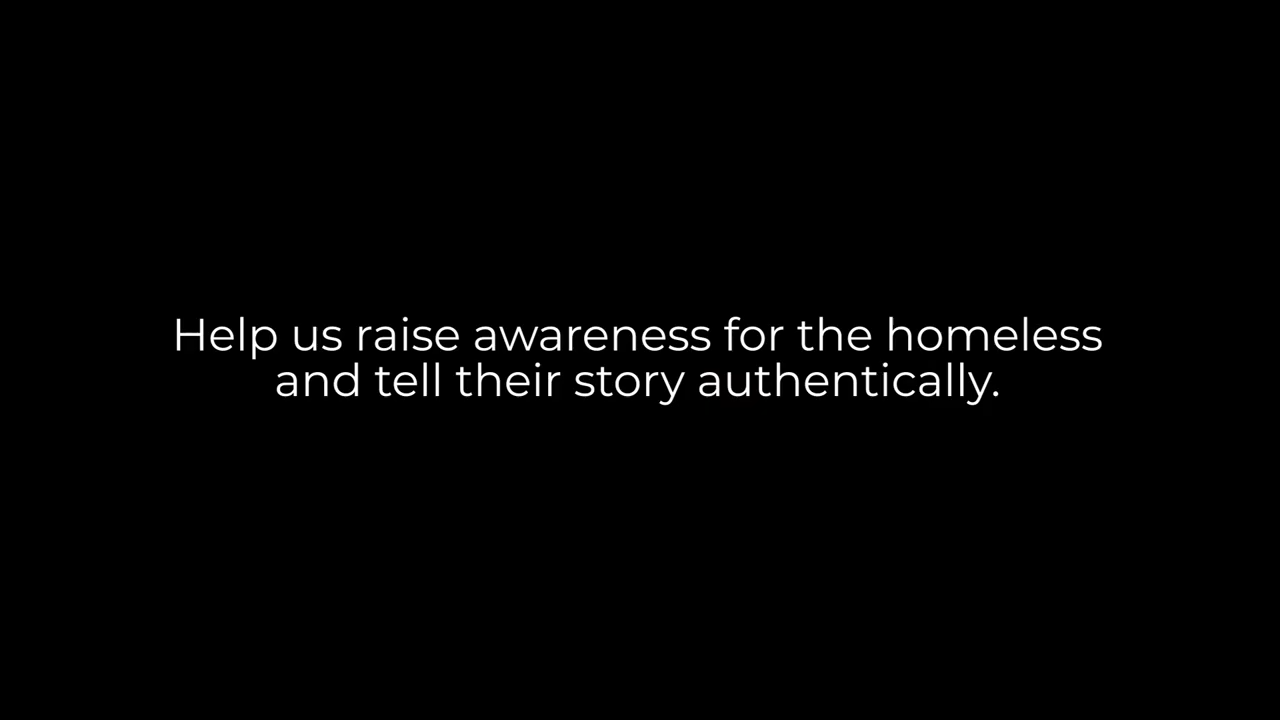 Help us raise awareness for the homeless
and tell their story authentically.